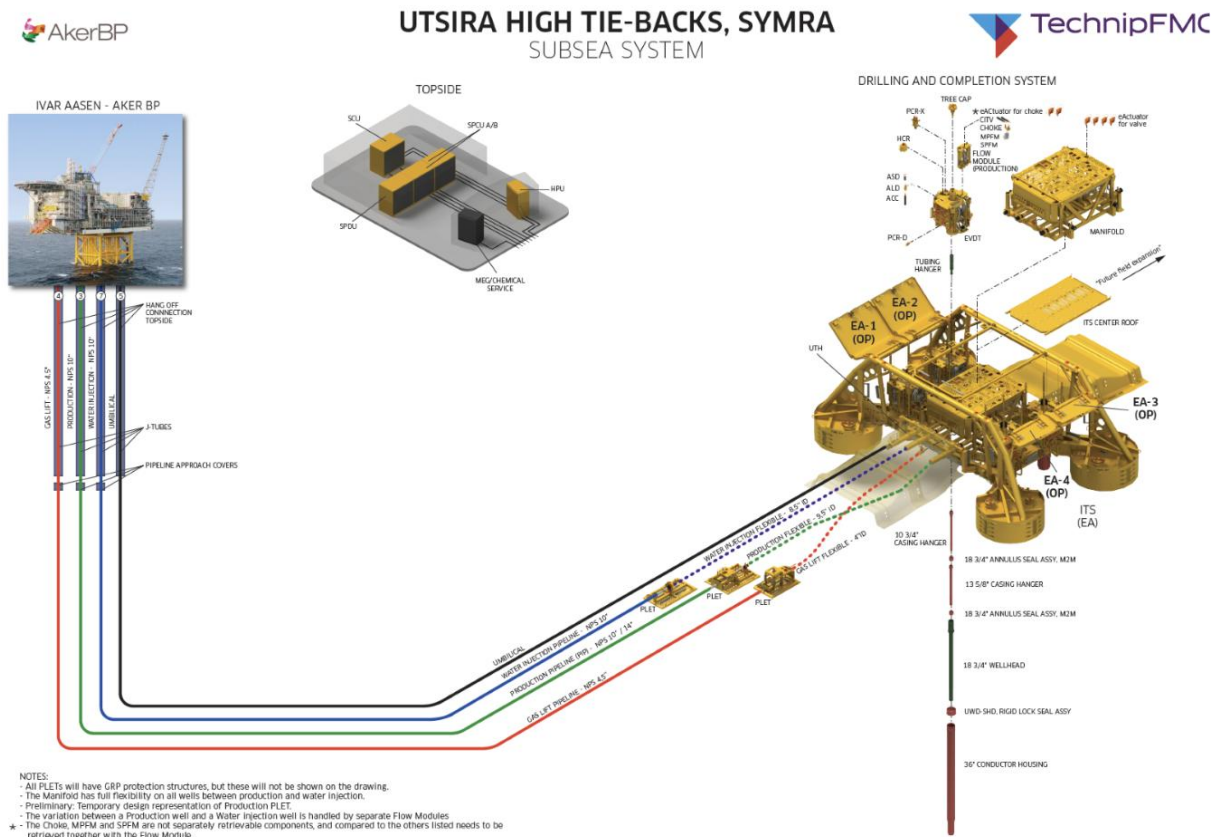 AkerBP
UTSIRA HIGH TIE-BACKS, SYMRA
SUBSEA SYSTEM
TechnipFMC
IVAR AASEN - AKER BP
TOPSIDE
SCU
SPCU A/B
HPU
SPDU
MEG/CHEMICAL
SERVICE
DRILLING AND COMPLETION SYSTEM
TREE CAP
PCR-X
HCR
* eActuator for choke
CITV
CHOKE
MPFM
SPFM
FLOW
MODULE
(PRODUCTION)
eActuator
for valve
ASD
ALD
ACC
PCR-D
EVDT
MANIFOLD
TUBING
HANGER
"Future field expansion"
ITS CENTER ROOF
EA-1
(OP)
EA-2
(OP)
UTH
EA-3
(OP)
EA-4
(OP)
ITS
(EA)
4
3
7
5
HANG OFF
CONNNECTION
TOPSIDE
GAS LIFT - NPS 4.5"
PRODUCTION - NPS 10"
WATER INJECTION - NPS 10"
UMBILICAL
J-TUBES
PIPELINE APPROACH COVERS
WATER INJECTION FLEXIBLE - 8,5" ID
PRODUCTION FLEXIBLE - 9,5" ID
GAS LIFT FLEXIBLE - 4"ID
PLET
PLET
PLET
UMBILICAL
WATER INJECTION PIPELINE - NPS 10"
PRODUCTION PIPELINE (PIP) - NPS 10" / 14"
GAS LIFT PIPELINE - NPS 4.5"
10 3/4"
CASING HANGER
18 3/4" ANNULUS SEAL ASSY, M2M
13 5/8" CASING HANGER
18 3/4" ANNULUS SEAL ASSY, M2M
18 3/4" WELLHEAD
UWD-SHD, RIGID LOCK SEAL ASSY
36" CONDUCTOR HOUSING
NOTES:
- All PLETs will have GRP protection structures, but these will not be shown on the drawing.
- The Manifold has full flexibility on all wells between production and water injection.
- Preliminary: Temporary design representation of Production PLET.
- The variation between a Production well and a Water injection well is handled by separate Flow Modules
* - The Choke, MPFM and SPFM are not separately retrievable components, and compared to the others listed needs to be
retrieved together with the Flow Module.